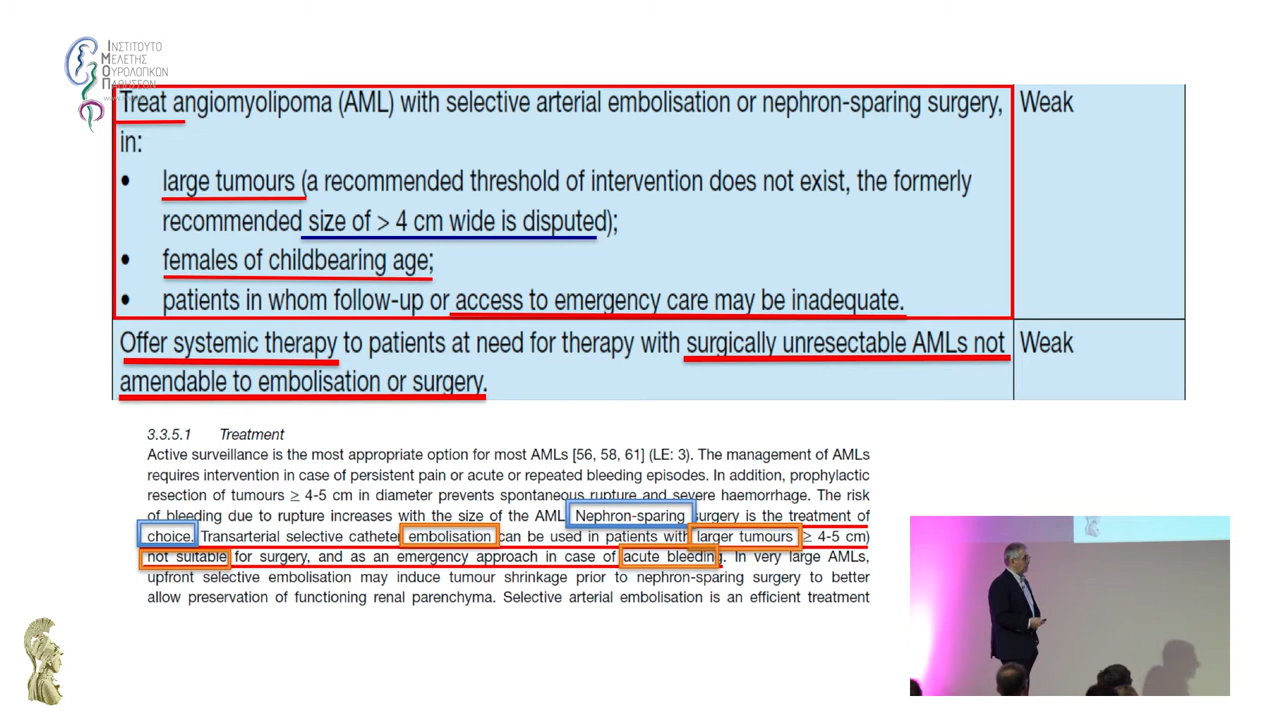 ΙΝΣΤΙΤΟΥΤΟ
ΜΕΛΕΤΗΣ
ΟΥΡΟΛΟΓΙΚΩΝ
ΠΑΘΗΣΕΩΝ
Treat angiomyolipoma (AML) with selective arterial embolisation or nephron-sparing surgery, in:
Weak
• large tumours (a recommended threshold of intervention does not exist, the formerly
recommended size of > 4 cm wide is disputed);
• females of childbearing age;
• patients in whom follow-up or access to emergency care may be inadequate.
Offer systemic therapy to patients at need for therapy with surgically unresectable AMLs not
Weak
amendable to embolisation or surgery.
3.3.5.1 Treatment
Active surveillance is the most appropriate option for most AMLs [56, 58, 61] (LE: 3). The management of AMLs
requires intervention in case of persistent pain or acute or repeated bleeding episodes. In addition, prophylactic
resection of tumours ≥ 4-5 cm in diameter prevents spontaneous rupture and severe haemorrhage. The risk
of bleeding due to rupture increases with the size of the AML Nephron-sparing surgery is the treatment of
choice. Transarterial selective catheter embolisation can be used in patients with larger tumours ≥ 4-5 cm)
not suitable for surgery, and as an emergency approach in case of acute bleeding. In very large AMLs,
upfront selective embolisation may induce tumour shrinkage prior to nephron-sparing surgery to better
allow preservation of functioning renal parenchyma. Selective arterial embolisation is an efficient treatment